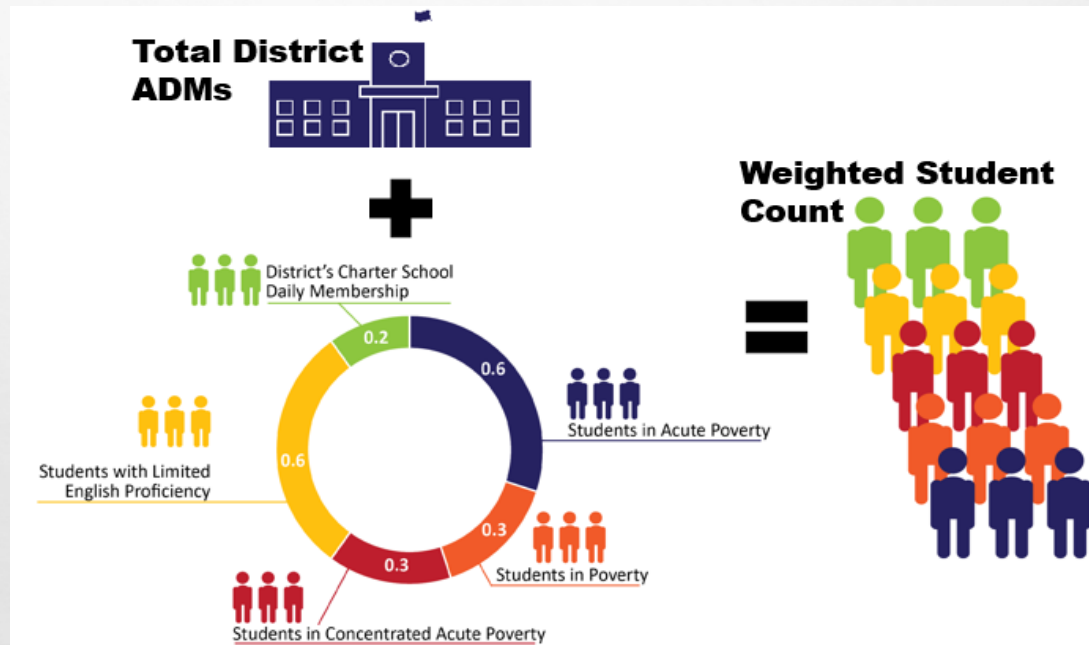 Total District
ADMs
Weighted Student
Count
District's Charter School
Daily Membership
0.2
0.6
Students in Acute Poverty
Students with Limited
English Proficiency
0.6
0.3
Students in Poverty
0.3
Students in Concentrated Acute Poverty